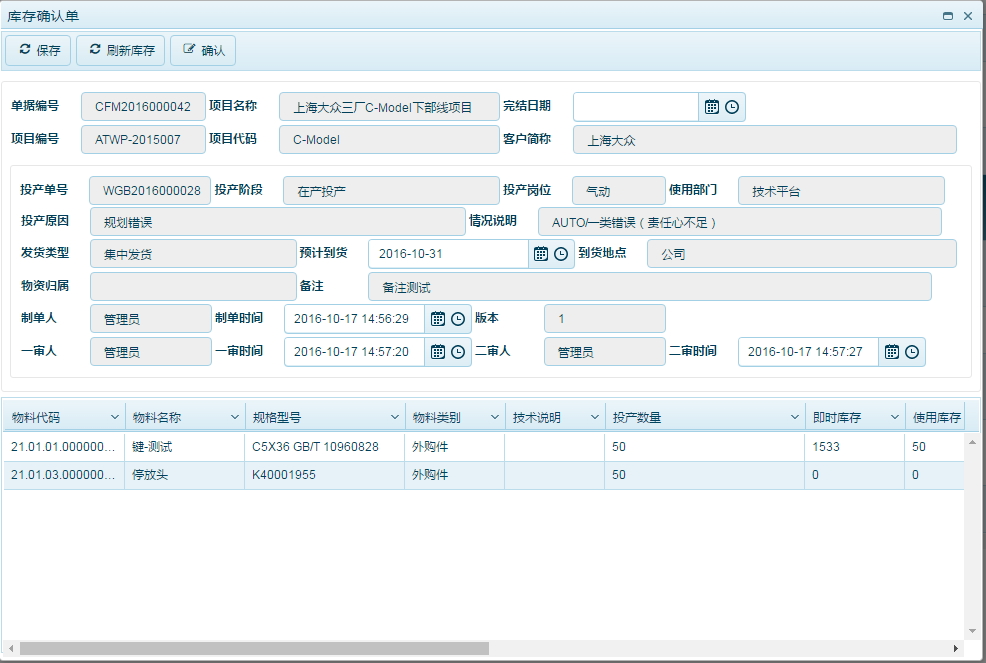 库存确认单
保存 刷新库存 确认
单据编号 CFM2016000042 项目名称 上海大众三厂C-Model下部线项目 完结日期
项目编号 ATWP-2015007 项目代码 C-Model 客户简称 上海大众
投产单号 WGB2016000028 投产阶段 在产投产 投产岗位 气动 使用部门 技术平台
投产原因 规划错误 情况说明 AUTO/一类错误（责任心不足）
发货类型 集中发货 预计到货 2016-10-31 到货地点 公司
物资归属 备注 备注测试
制单人 管理员 制单时间 2016-10-17 14:56:29 版本 1
一审人 管理员 一审时间 2016-10-17 14:57:20 二审人 管理员 二审时间 2016-10-17 14:57:27
物料代码 物料名称 规格型号 物料类别 技术说明 投产数量 即时库存 使用库存
21.01.01.000000... 键-测试 C5X36 GB/T 10960828 外购件 50 1533 50
21.01.03.000000... 停放头 K40001955 外购件 50 0 0